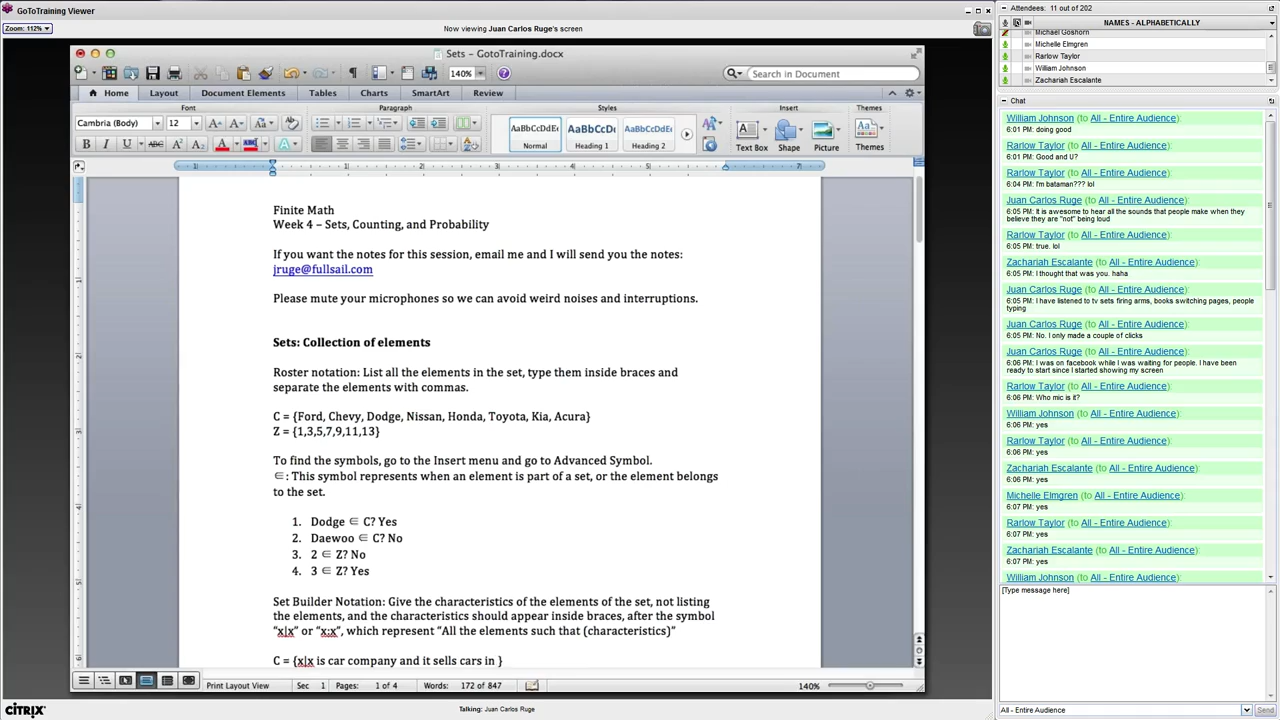 GoToTraining Viewer
Zoom: 112%
Now viewing Juan Carlos Ruge's screen
Sets – GotoTraining.docx
140%
Search in Document
Home
Layout
Document Elements
Tables
Charts
SmartArt
Review
Font
Paragraph
Styles
Insert
Themes
Cambria (Body)
12
AaBbCcDdEe
Normal
AaBbCcDc
Heading 1
AaBbCcDdEe
Heading 2
Text Box
Shape
Picture
Themes
Finite Math
Week 4 – Sets, Counting, and Probability
If you want the notes for this session, email me and I will send you the notes:
jruge@fullsail.com
Please mute your microphones so we can avoid weird noises and interruptions.
Sets: Collection of elements
Roster notation: List all the elements in the set, type them inside braces and
separate the elements with commas.
C = {Ford, Chevy, Dodge, Nissan, Honda, Toyota, Kia, Acura}
Z = {1,3,5,7,9,11,13}
To find the symbols, go to the Insert menu and go to Advanced Symbol.
∈: This symbol represents when an element is part of a set, or the element belongs
to the set.
1. Dodge ∈ C? Yes
2. Daewoo ∈ C? No
3. 2 ∈ Z? No
4. 3 ∈ Z? Yes
Set Builder Notation: Give the characteristics of the elements of the set, not listing
the elements, and the characteristics should appear inside braces, after the symbol
“x|x” or “x:x”, which represent “All the elements such that (characteristics)”
C = {x|x is car company and it sells cars in }
Print Layout View
Sec 1
Pages: 1 of 4
Words: 172 of 847
140%
CITRIX
Talking: Juan Carlos Ruge
Attendees: 11 out of 202
NAMES - ALPHABETICALLY
Michael Goshorn
Michelle Elmgren
Rarlow Taylor
William Johnson
Zachariah Escalante
Chat
William Johnson (to All - Entire Audience):
6:01 PM: doing good
Rarlow Taylor (to All - Entire Audience):
6:01 PM: Good and U?
Rarlow Taylor (to All - Entire Audience):
6:04 PM: I'm bataman??? lol
Juan Carlos Ruge (to All - Entire Audience):
6:05 PM: It is awesome to hear all the sounds that people make when they
believe they are "not" being loud
Rarlow Taylor (to All - Entire Audience):
6:05 PM: true. lol
Zachariah Escalante (to All - Entire Audience):
6:05 PM: I thought that was you. haha
Juan Carlos Ruge (to All - Entire Audience):
6:05 PM: I have listened to tv sets firing arms, books switching pages, people
typing
Juan Carlos Ruge (to All - Entire Audience):
6:05 PM: No. I only made a couple of clicks
Juan Carlos Ruge (to All - Entire Audience):
6:06 PM: I was on facebook while I was waiting for people. I have been
ready to start since I started showing my screen
Rarlow Taylor (to All - Entire Audience):
6:06 PM: Who mic is it?
William Johnson (to All - Entire Audience):
6:06 PM: yes
Rarlow Taylor (to All - Entire Audience):
6:06 PM: yes
Zachariah Escalante (to All - Entire Audience):
6:06 PM: yes
Michelle Elmgren (to All - Entire Audience):
6:07 PM: yes
Rarlow Taylor (to All - Entire Audience):
6:07 PM: yes
Zachariah Escalante (to All - Entire Audience):
6:07 PM: yes
William Johnson (to All - Entire Audience):
[Type message here]
All - Entire Audience
Send